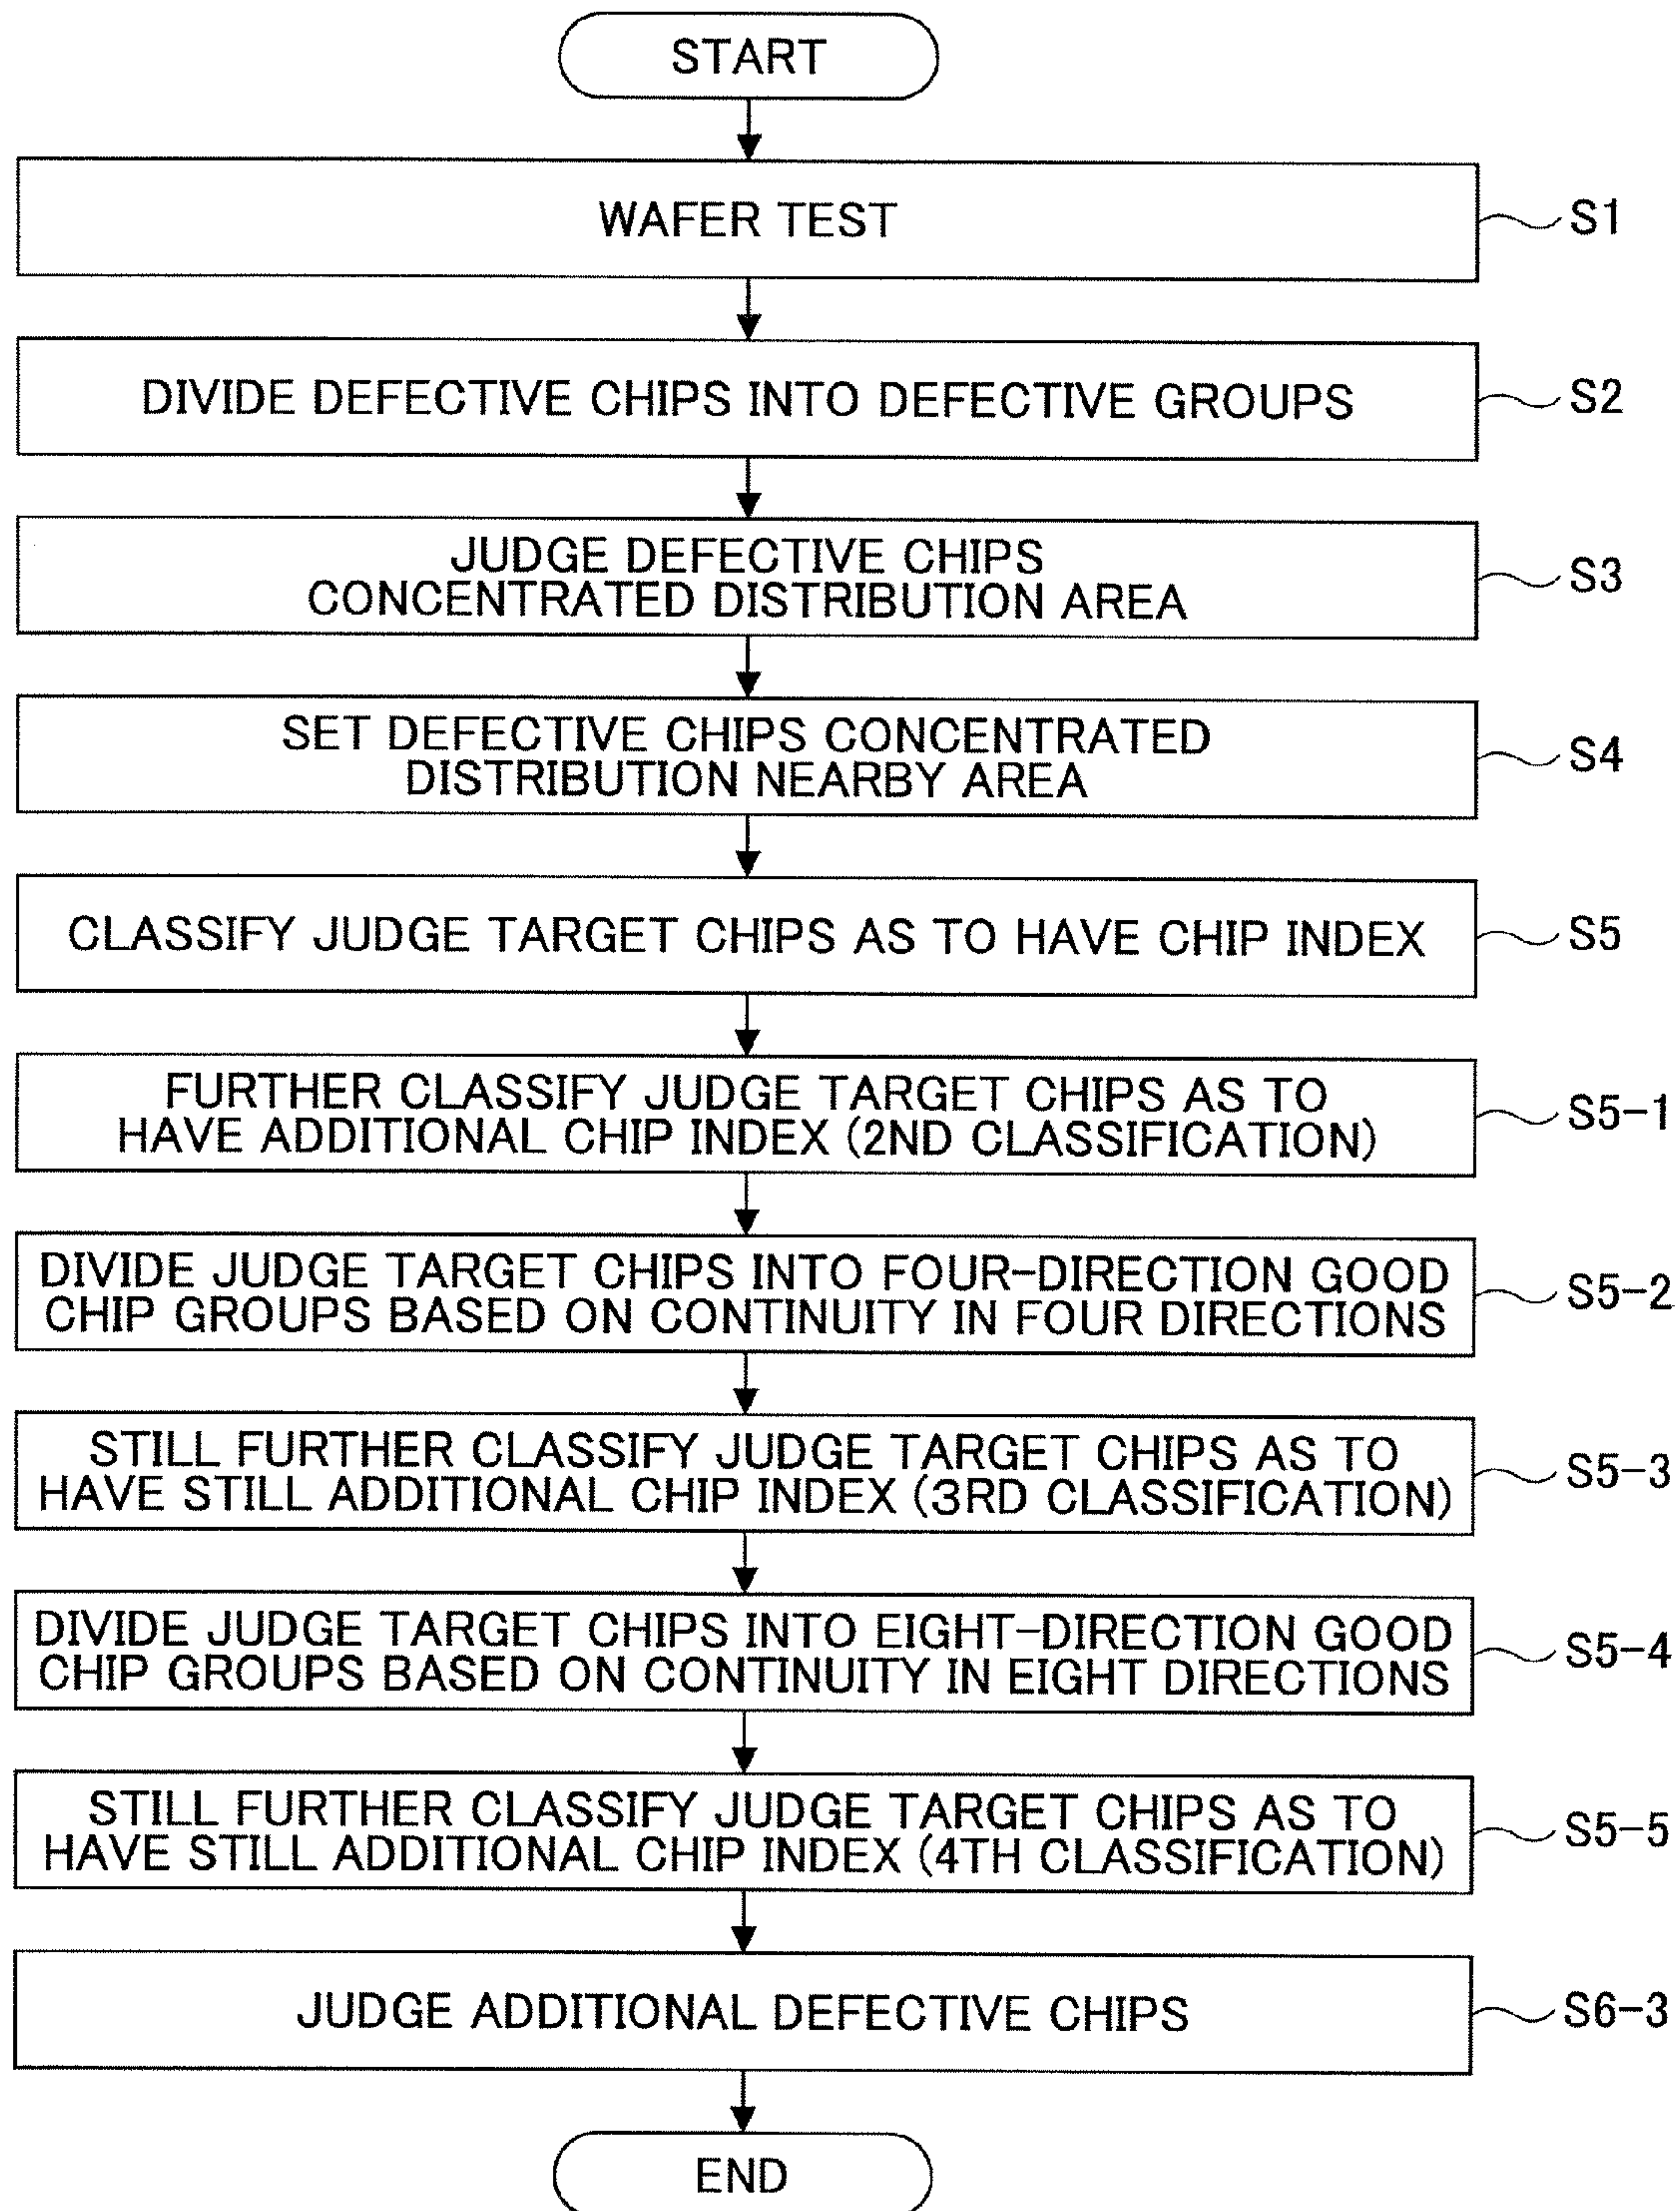 START
WAFER TEST
S1
DIVIDE DEFECTIVE CHIPS INTO DEFECTIVE GROUPS
S2
JUDGE DEFECTIVE CHIPS
CONCENTRATED DISTRIBUTION AREA
S3
SET DEFECTIVE CHIPS CONCENTRATED
DISTRIBUTION NEARBY AREA
S4
CLASSIFY JUDGE TARGET CHIPS AS TO HAVE CHIP INDEX
S5
FURTHER CLASSIFY JUDGE TARGET CHIPS AS TO
HAVE ADDITIONAL CHIP INDEX (2ND CLASSIFICATION)
S5-1
DIVIDE JUDGE TARGET CHIPS INTO FOUR-DIRECTION GOOD
CHIP GROUPS BASED ON CONTINUITY IN FOUR DIRECTIONS
S5-2
STILL FURTHER CLASSIFY JUDGE TARGET CHIPS AS TO
HAVE STILL ADDITIONAL CHIP INDEX (3RD CLASSIFICATION)
S5-3
DIVIDE JUDGE TARGET CHIPS INTO EIGHT-DIRECTION GOOD
CHIP GROUPS BASED ON CONTINUITY IN EIGHT DIRECTIONS
S5-4
STILL FURTHER CLASSIFY JUDGE TARGET CHIPS AS TO
HAVE STILL ADDITIONAL CHIP INDEX (4TH CLASSIFICATION)
S5-5
JUDGE ADDITIONAL DEFECTIVE CHIPS
S6-3
END